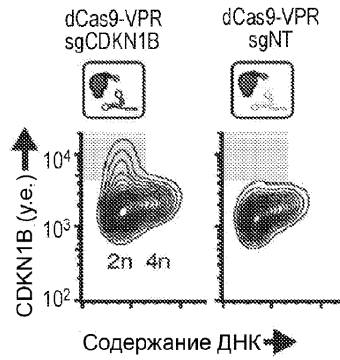 dCas9-VPR dCas9-VPR
sgCDKN1B sgNT
CDKN1B (у.е.)
10⁴
10³
10²
2n 4n
Содержание ДНК